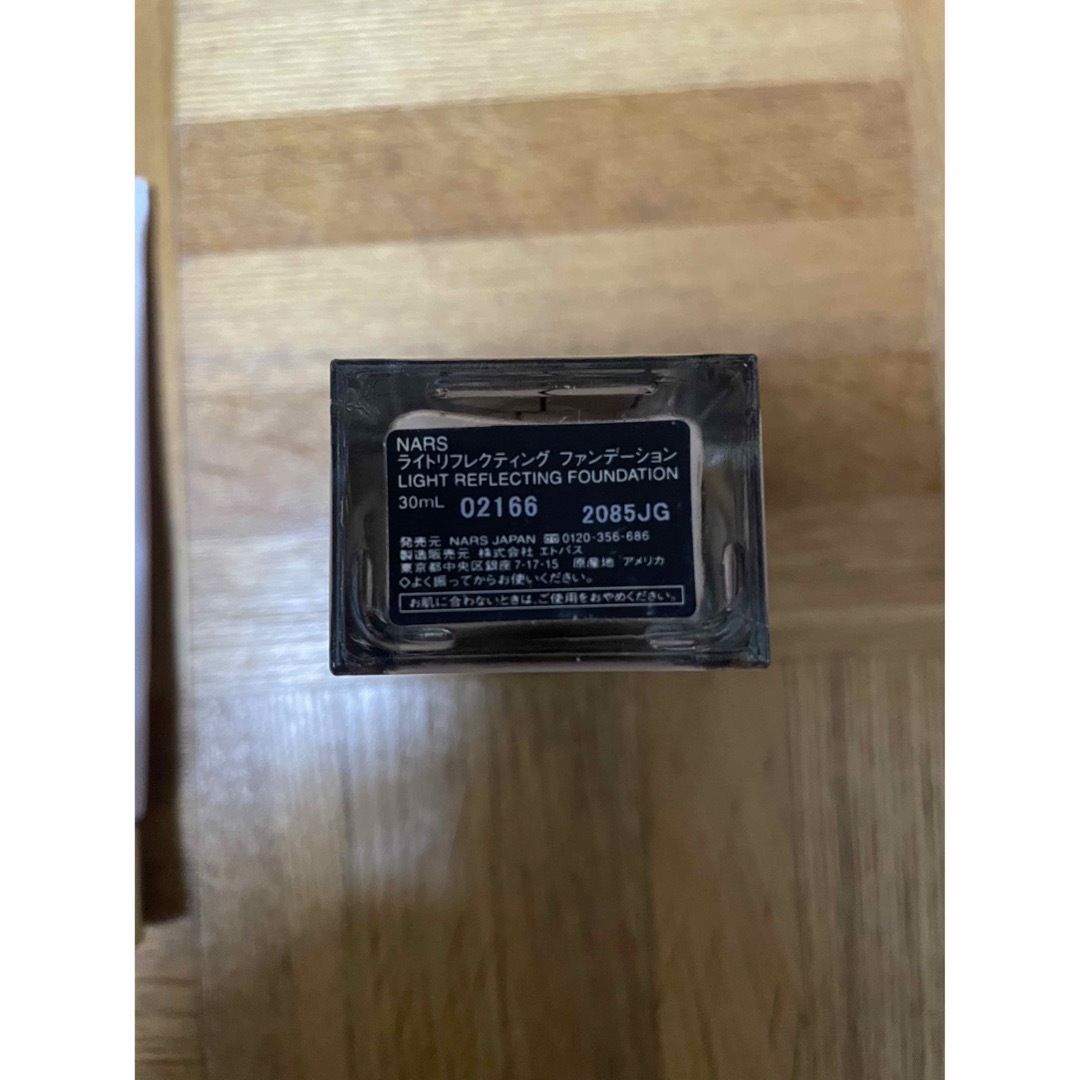 NARS
ライトリフレクティング ファンデーション
LIGHT REFLECTING FOUNDATION
30mL 02166 2085JG
発売元 NARS JAPAN 0120-356-686
製造販売元 株式会社 エトバス
東京都中央区銀座7-17-15 原産地 アメリカ
◇よく振ってからお使いください。
お肌に合わないときは、ご使用をおやめください。